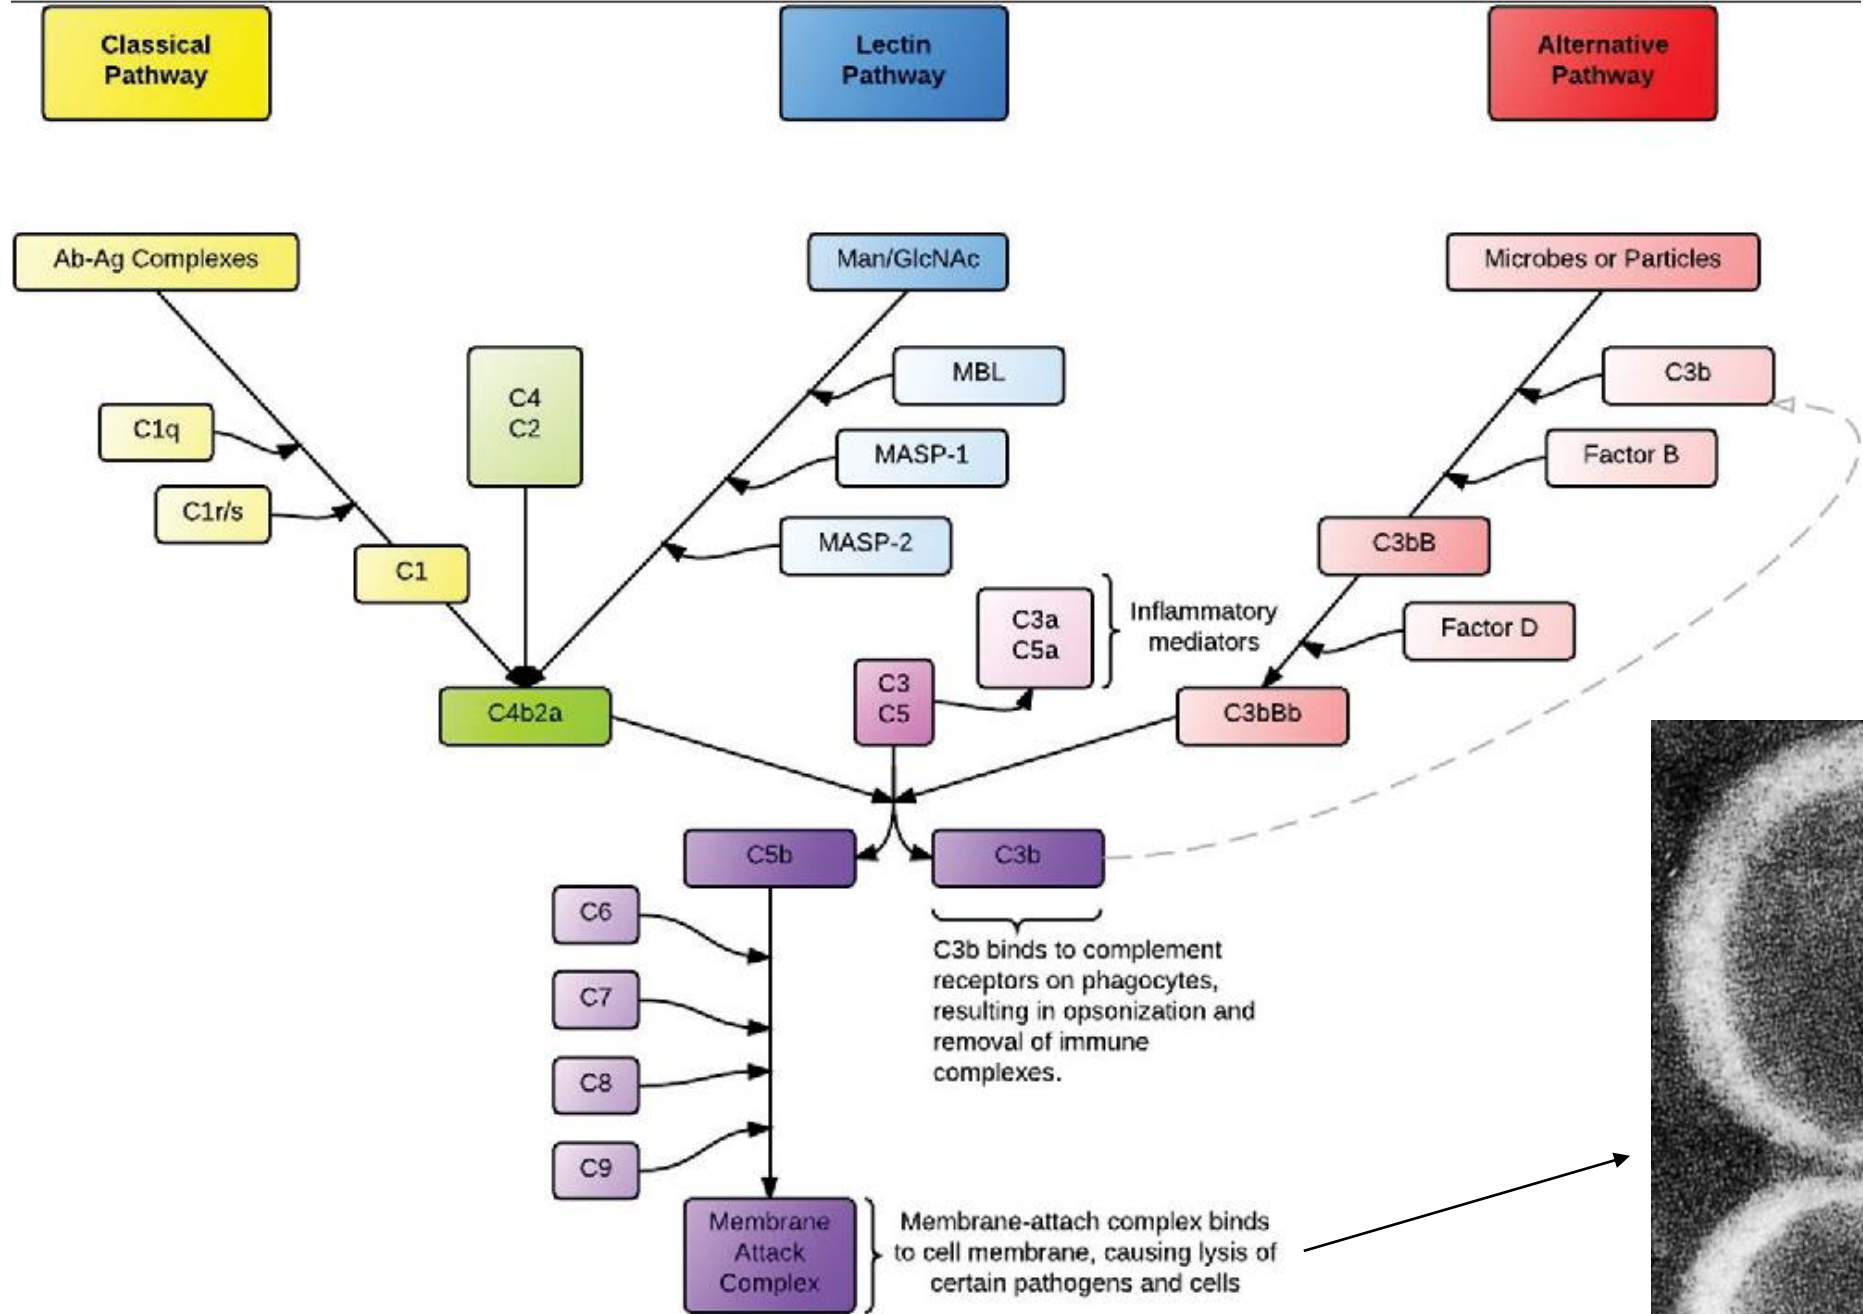 Classical
Pathway
Lectin
Pathway
Alternative
Pathway
Ab-Ag Complexes
Man/GlcNAc
Microbes or Particles
C4
C2
MBL
C3b
C1q
MASP-1
Factor B
C1r/s
MASP-2
C3bB
C1
C3a
C5a
Inflammatory
mediators
Factor D
C3
C5
C4b2a
C3bBb
C5b
C3b
C6
C3b binds to complement
receptors on phagocytes,
resulting in opsonization and
removal of immune
complexes.
C7
C8
C9
Membrane
Attack
Complex
Membrane-attach complex binds
to cell membrane, causing lysis of
certain pathogens and cells